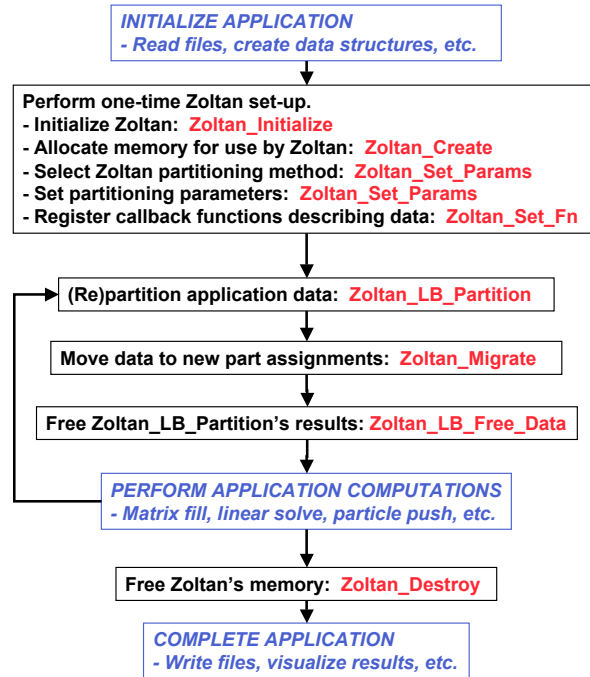 INITIALIZE APPLICATION
- Read files, create data structures, etc.
Perform one-time Zoltan set-up.
- Initialize Zoltan: Zoltan_Initialize
- Allocate memory for use by Zoltan: Zoltan_Create
- Select Zoltan partitioning method: Zoltan_Set_Params
- Set partitioning parameters: Zoltan_Set_Params
- Register callback functions describing data: Zoltan_Set_Fn
(Re)partition application data: Zoltan_LB_Partition
Move data to new part assignments: Zoltan_Migrate
Free Zoltan_LB_Partition's results: Zoltan_LB_Free_Data
PERFORM APPLICATION COMPUTATIONS
- Matrix fill, linear solve, particle push, etc.
Free Zoltan's memory: Zoltan_Destroy
COMPLETE APPLICATION
- Write files, visualize results, etc.